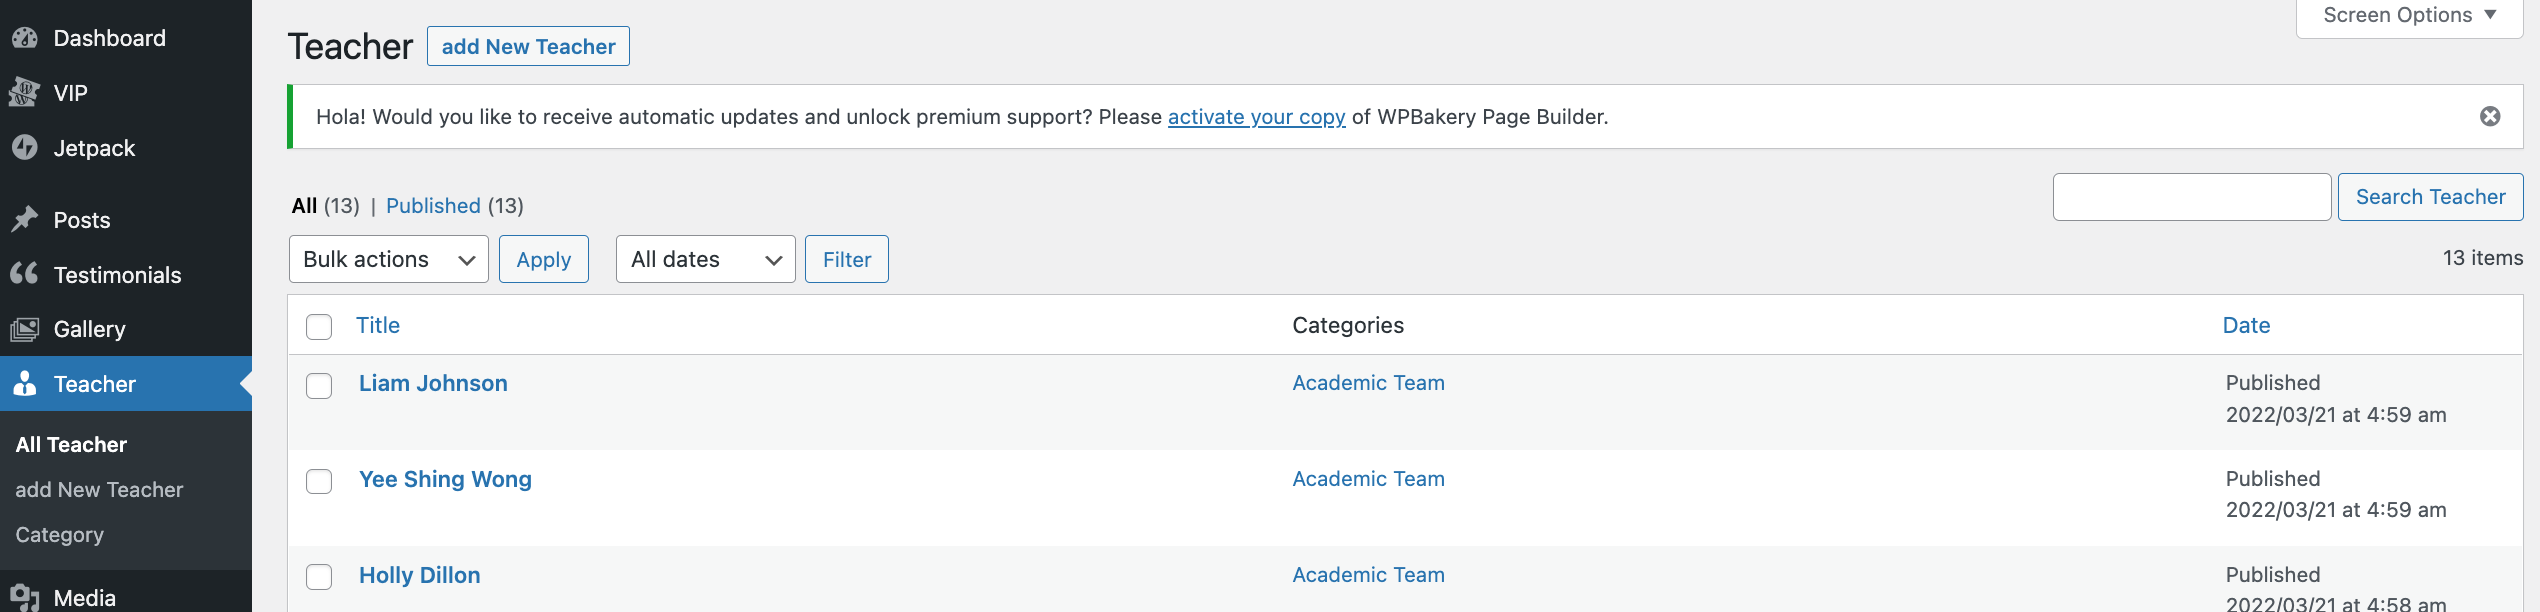 Dashboard
VIP
Jetpack
Posts
Testimonials
Gallery
Teacher
All Teacher
add New Teacher
Category
Media
Teacher
add New Teacher
Screen Options
Hola! Would you like to receive automatic updates and unlock premium support? Please activate your copy of WPBakery Page Builder.
All (13) | Published (13)
Search Teacher
Bulk actions
Apply
All dates
Filter
13 items
Title
Categories
Date
Liam Johnson
Academic Team
Published
2022/03/21 at 4:59 am
Yee Shing Wong
Academic Team
Published
2022/03/21 at 4:59 am
Holly Dillon
Academic Team
Published
2022/03/21 at 4:58 am